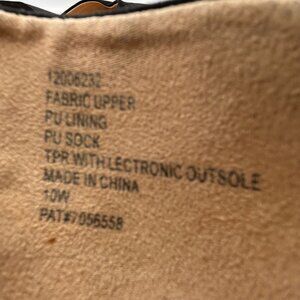 12006232
FABRIC UPPER
PU LINING
PU SOCK
TPR WITH LECTRONIC OUTSOLE
MADE IN CHINA
10W
PAT#7056558